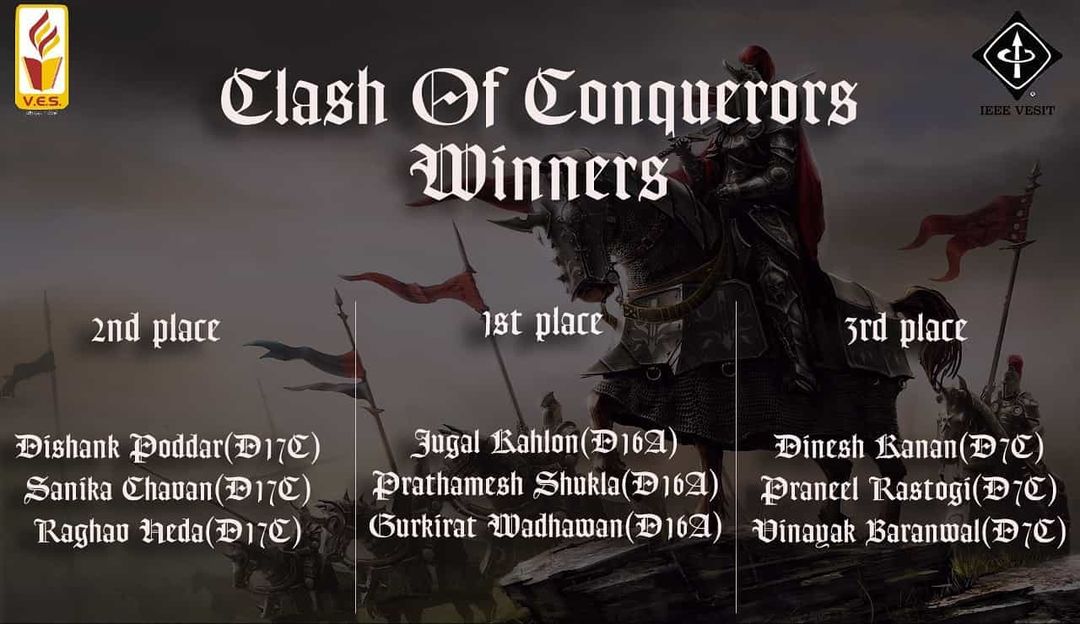 V.E.S.
IEEE VESIT
Clash Of Conquerors
Winners
2nd place
Dishank Poddar(D17C)
Sanika Chavan(D17C)
Raghav Heda(D17C)
1st place
Jugal Kahlon(D16A)
Prathamesh Shukla(D16A)
Gurkirat Wadhawan(D16A)
3rd place
Dinesh Kanan(D7C)
Praneel Rastogi(D7C)
Vinayak Baranwal(D7C)